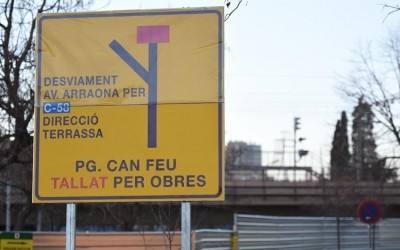 DESVIAMENT
AV. ARRAONA PER
C-58
DIRECCIÓ
TERRASSA
PG. CAN FEU
TALLAT PER OBRES